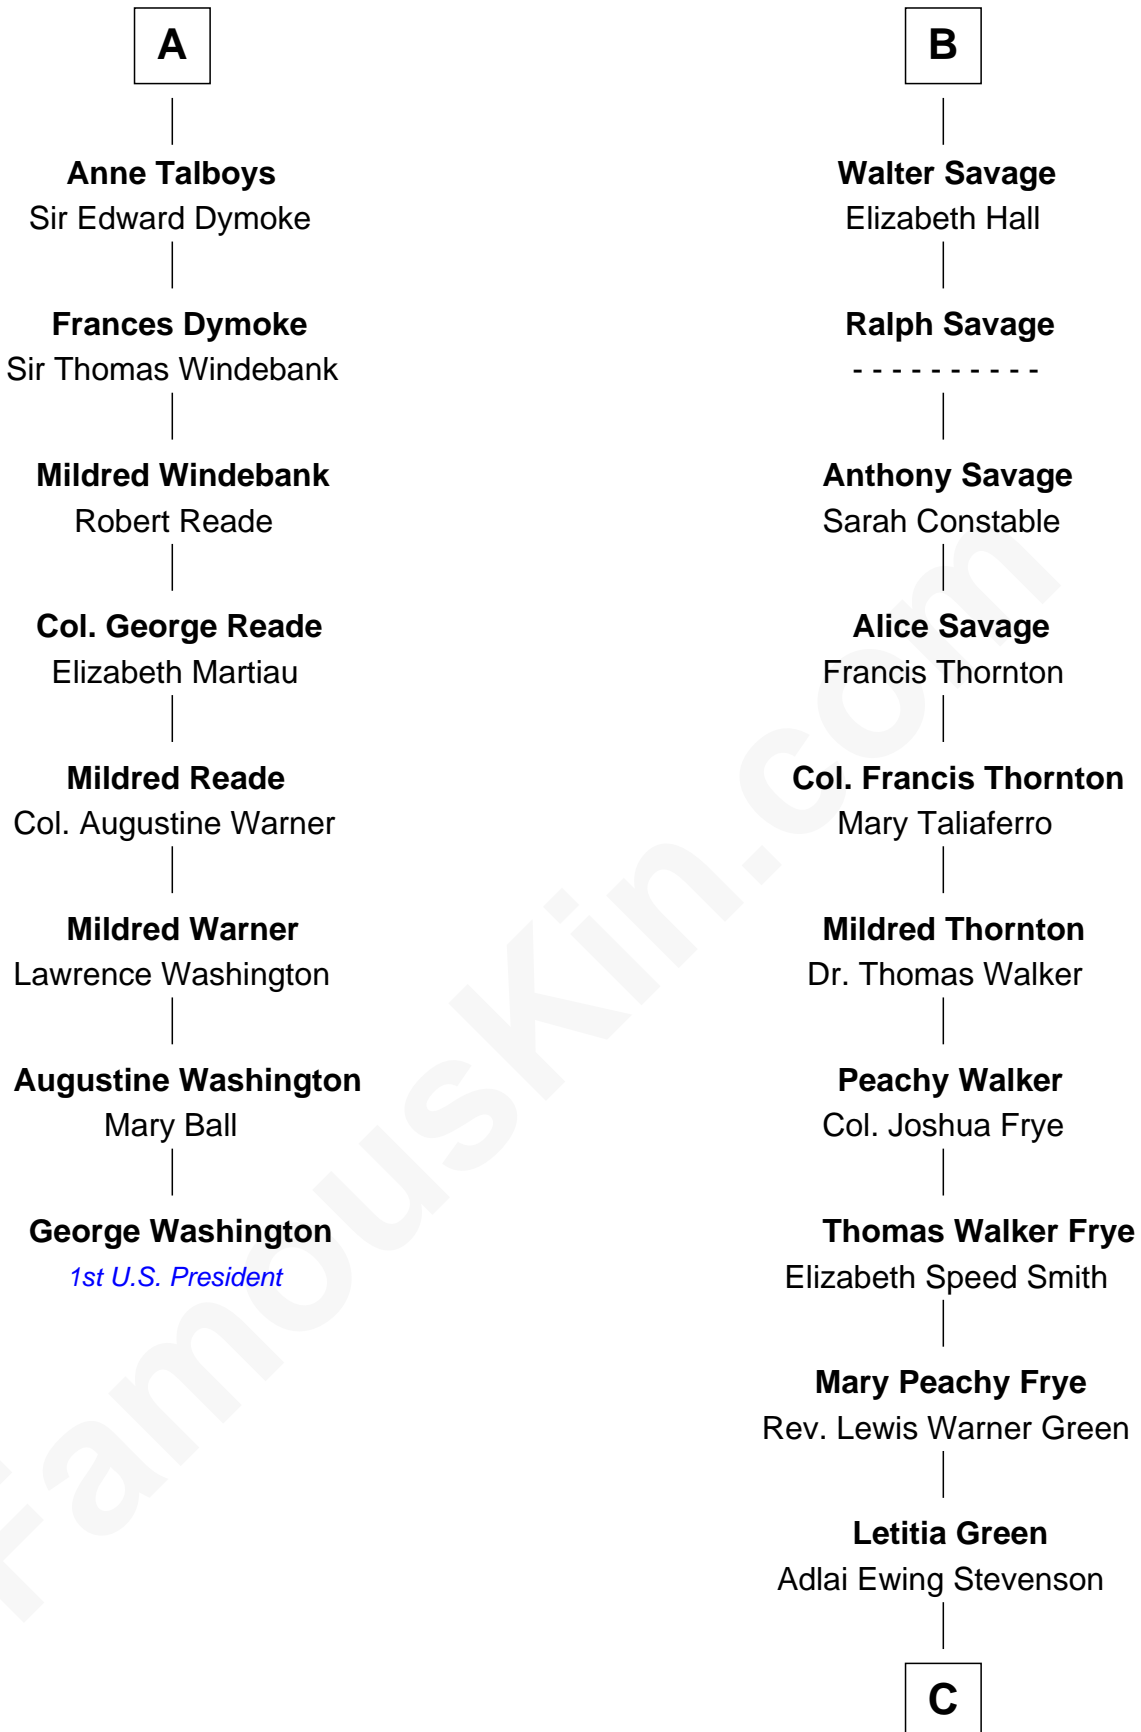 A
Anne Talboys
Sir Edward Dymoke
Frances Dymoke
Sir Thomas Windebank
Mildred Windebank
Robert Reade
Col. George Reade
Elizabeth Martiau
Mildred Reade
Col. Augustine Warner
Mildred Warner
Lawrence Washington
Augustine Washington
Mary Ball
George Washington
1st U.S. President
B
Walter Savage
Elizabeth Hall
Ralph Savage
- - - - - - - - - -
Anthony Savage
Sarah Constable
Alice Savage
Francis Thornton
Col. Francis Thornton
Mary Taliaferro
Mildred Thornton
Dr. Thomas Walker
Peachy Walker
Col. Joshua Frye
Thomas Walker Frye
Elizabeth Speed Smith
Mary Peachy Frye
Rev. Lewis Warner Green
Letitia Green
Adlai Ewing Stevenson
C
FamousKin.com